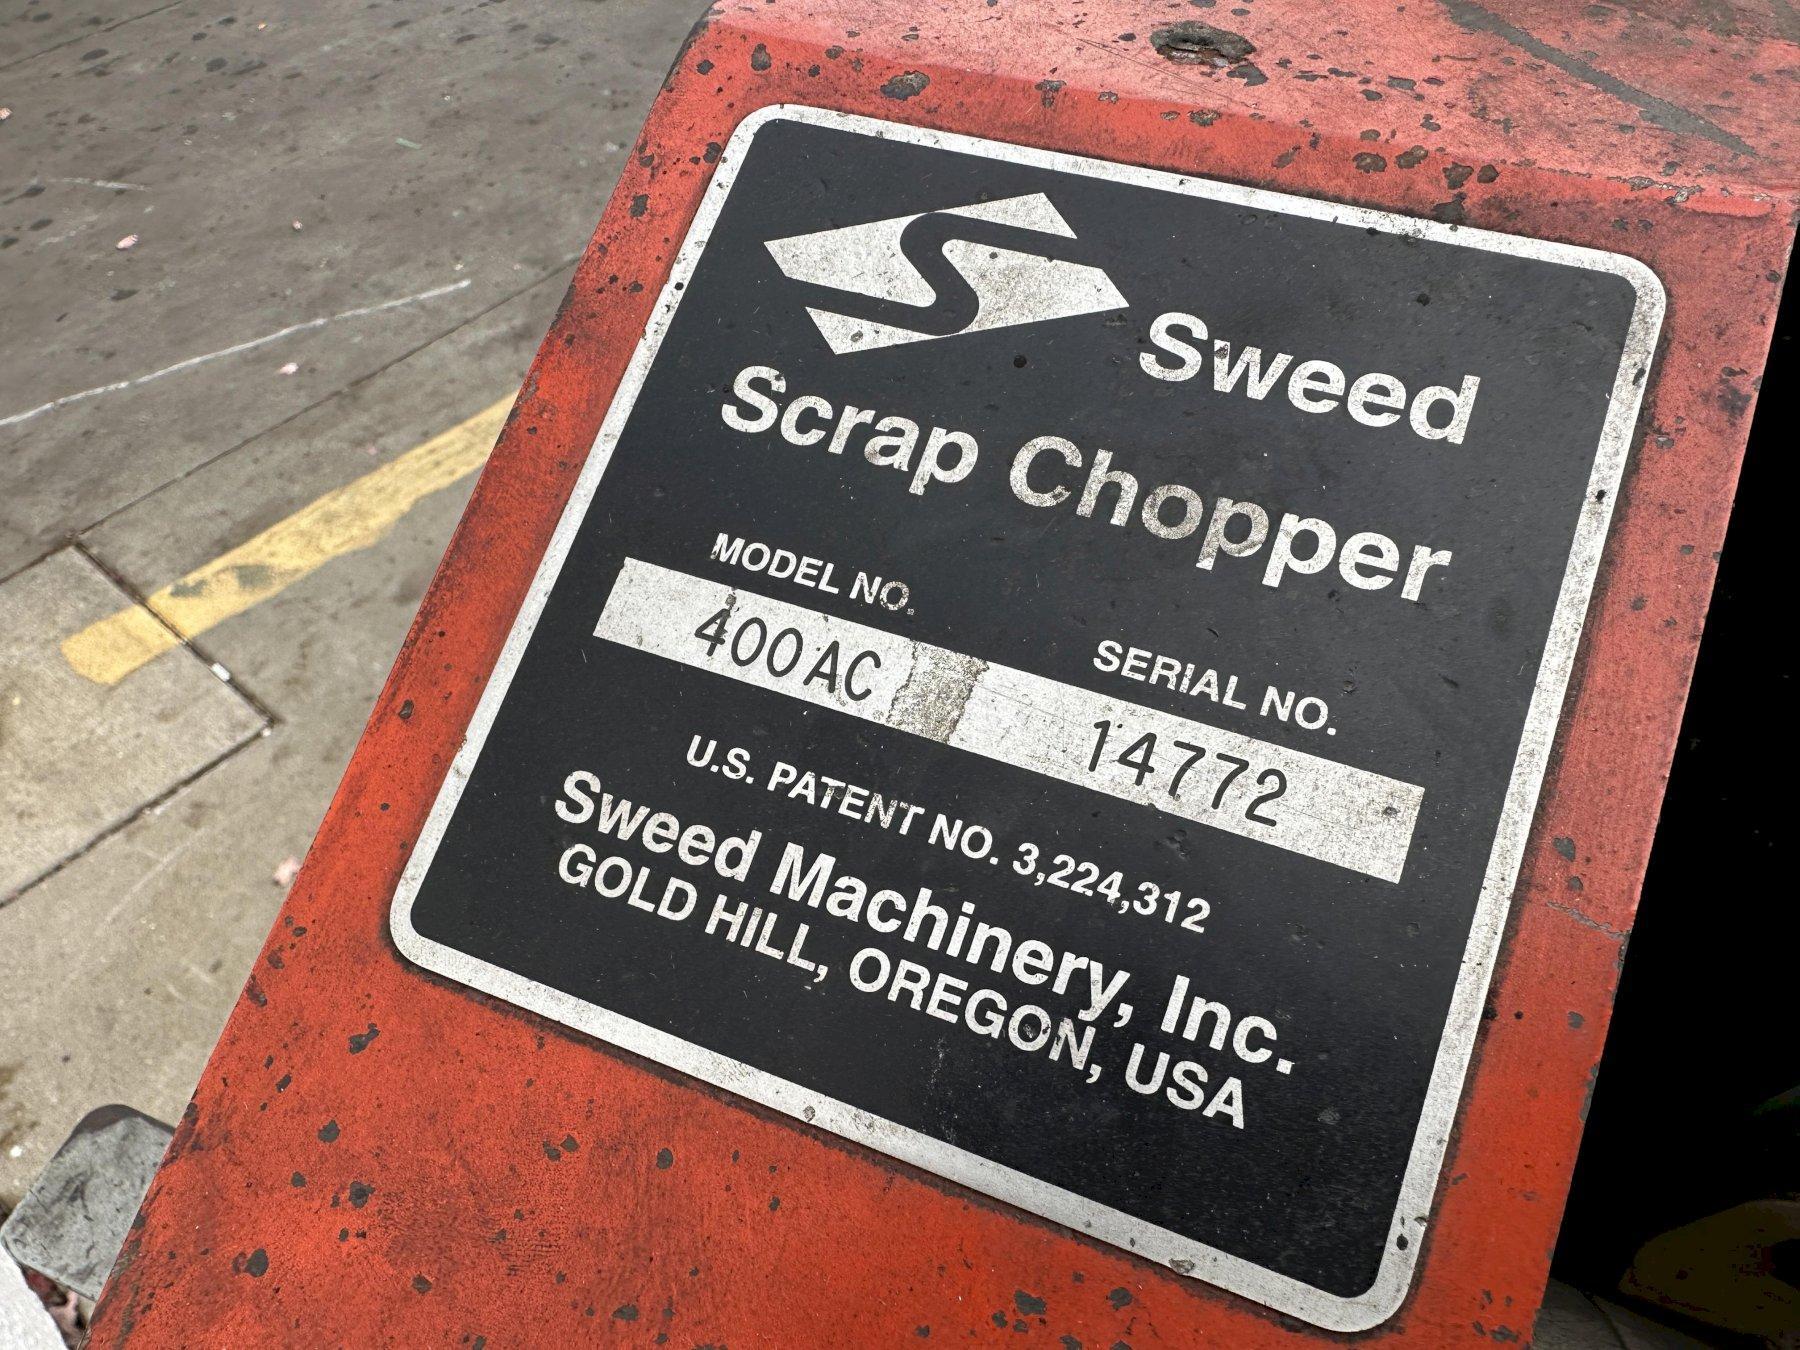 Sweed
Scrap Chopper
MODEL NO.
SERIAL NO.
400AC
14772
U.S. PATENT NO. 3,224,312
Sweed Machinery, Inc.
GOLD HILL, OREGON, USA